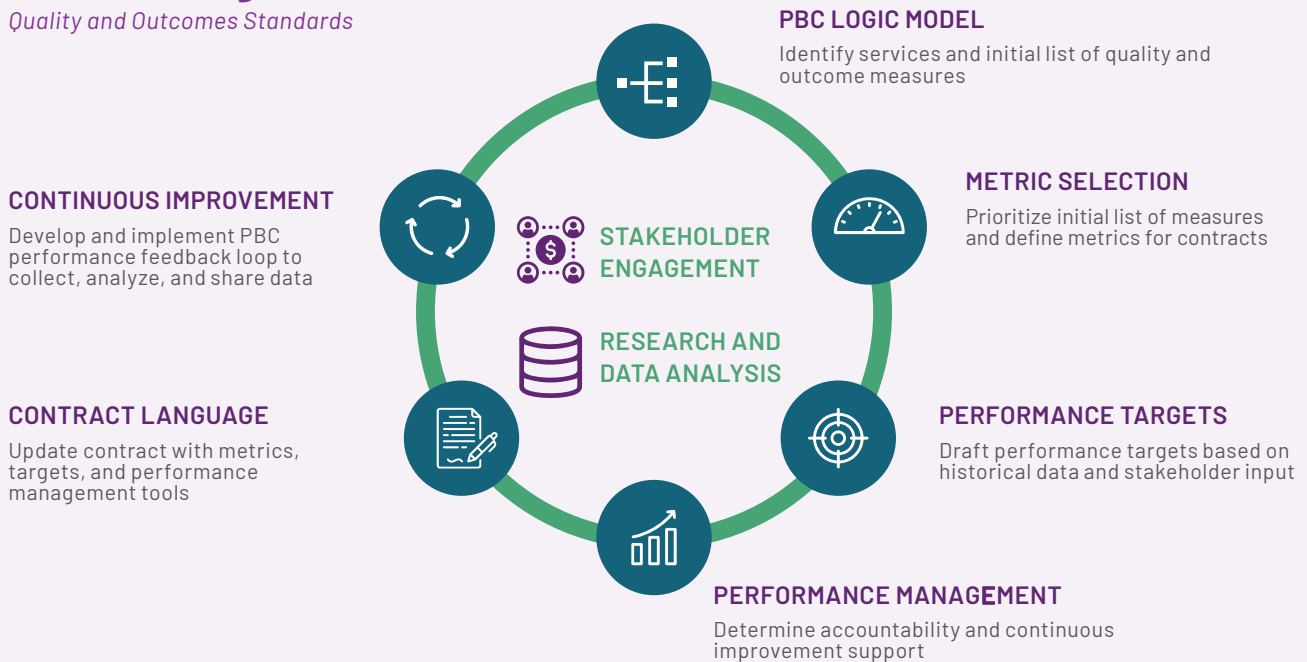 Quality and Outcomes Standards
PBC LOGIC MODEL
Identify services and initial list of quality and
outcome measures
METRIC SELECTION
Prioritize initial list of measures
and define metrics for contracts
PERFORMANCE TARGETS
Draft performance targets based on
historical data and stakeholder input
PERFORMANCE MANAGEMENT
Determine accountability and continuous
improvement support
CONTRACT LANGUAGE
Update contract with metrics,
targets, and performance
management tools
CONTINUOUS IMPROVEMENT
Develop and implement PBC
performance feedback loop to
collect, analyze, and share data
$
STAKEHOLDER
ENGAGEMENT
RESEARCH AND
DATA ANALYSIS